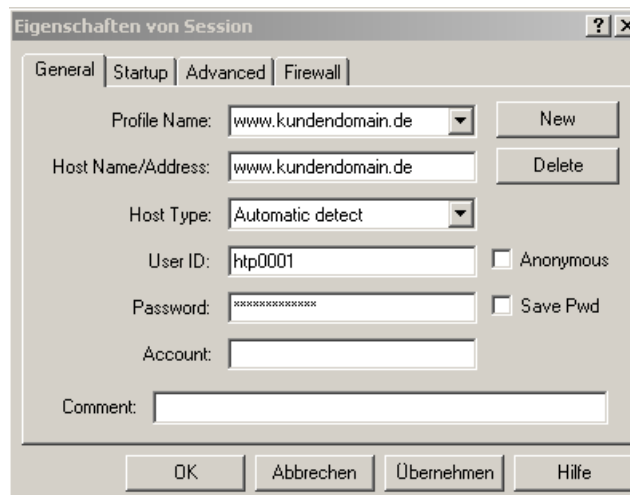 Eigenschaften von Session
General Startup Advanced Firewall
Profile Name: www.kundendomain.de New
Host Name/Address: www.kundendomain.de Delete
Host Type: Automatic detect
User ID: htp0001 Anonymous
Password: ************* Save Pwd
Account:
Comment:
OK Abbrechen Übernehmen Hilfe